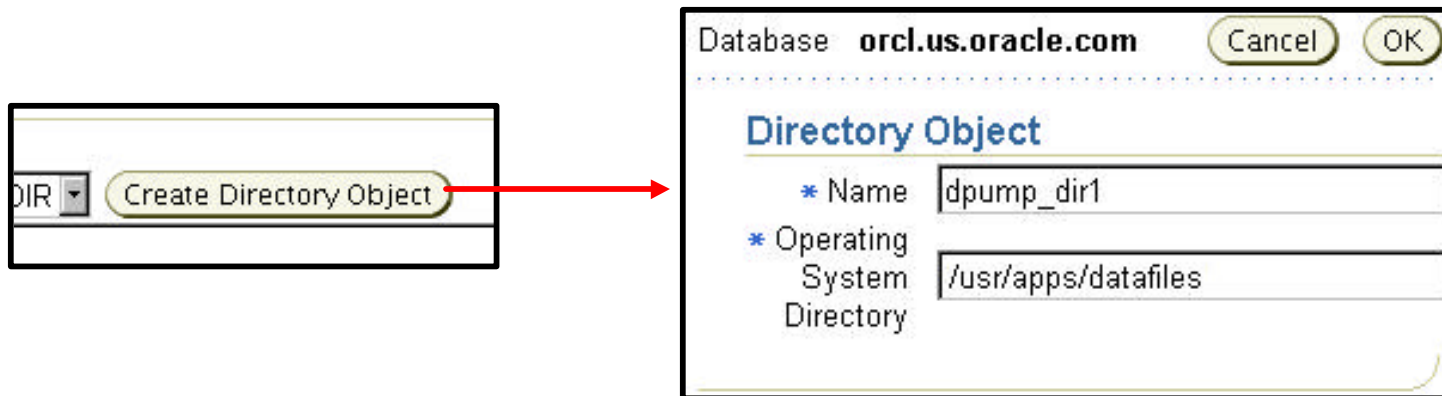 DIR Create Directory Object
Database orcl.us.oracle.com Cancel OK
Directory Object
* Name dpump_dir1
* Operating
System /usr/apps/datafiles
Directory